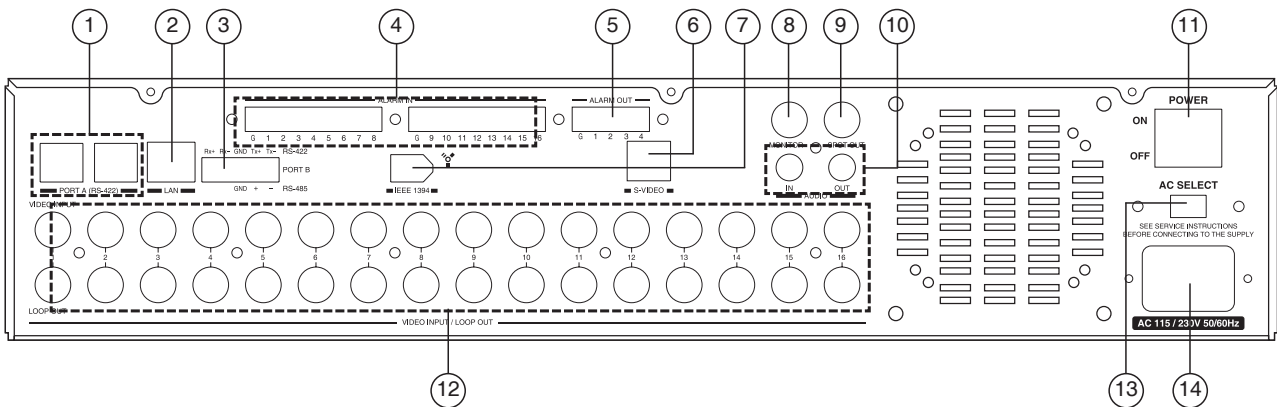 1 2 3 4 5 6 7 8 9 10 11
ALARM IN
ALARM OUT
POWER
ON
OFF
G 1 2 3 4 5 6 7 8
G 9 10 11 12 13 14 15 16
G 1 2 3 4
MONITOR
SPOT OUT
Rx+ Rx− GND Tx+ Tx− RS-422
PORT B
GND + − RS-485
PORT A (RS-422)
LAN
IEEE 1394
S-VIDEO
IN
OUT
AUDIO
AC SELECT
SEE SERVICE INSTRUCTIONS
BEFORE CONNECTING TO THE SUPPLY
VIDEO INPUT
1 2 3 4 5 6 7 8 9 10 11 12 13 14 15 16
LOOP OUT
VIDEO INPUT / LOOP OUT
AC 115 / 230V 50/60Hz
12 13 14